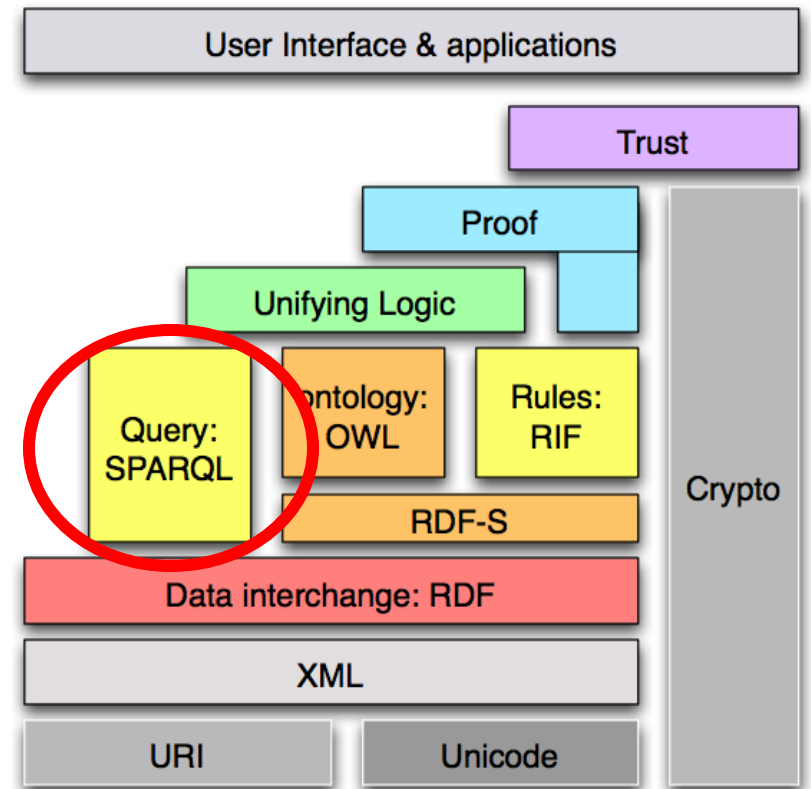 User Interface & applications
Trust
Proof
Unifying Logic
Query:
SPARQL
ontology:
OWL
Rules:
RIF
Crypto
RDF-S
Data interchange: RDF
XML
URI
Unicode